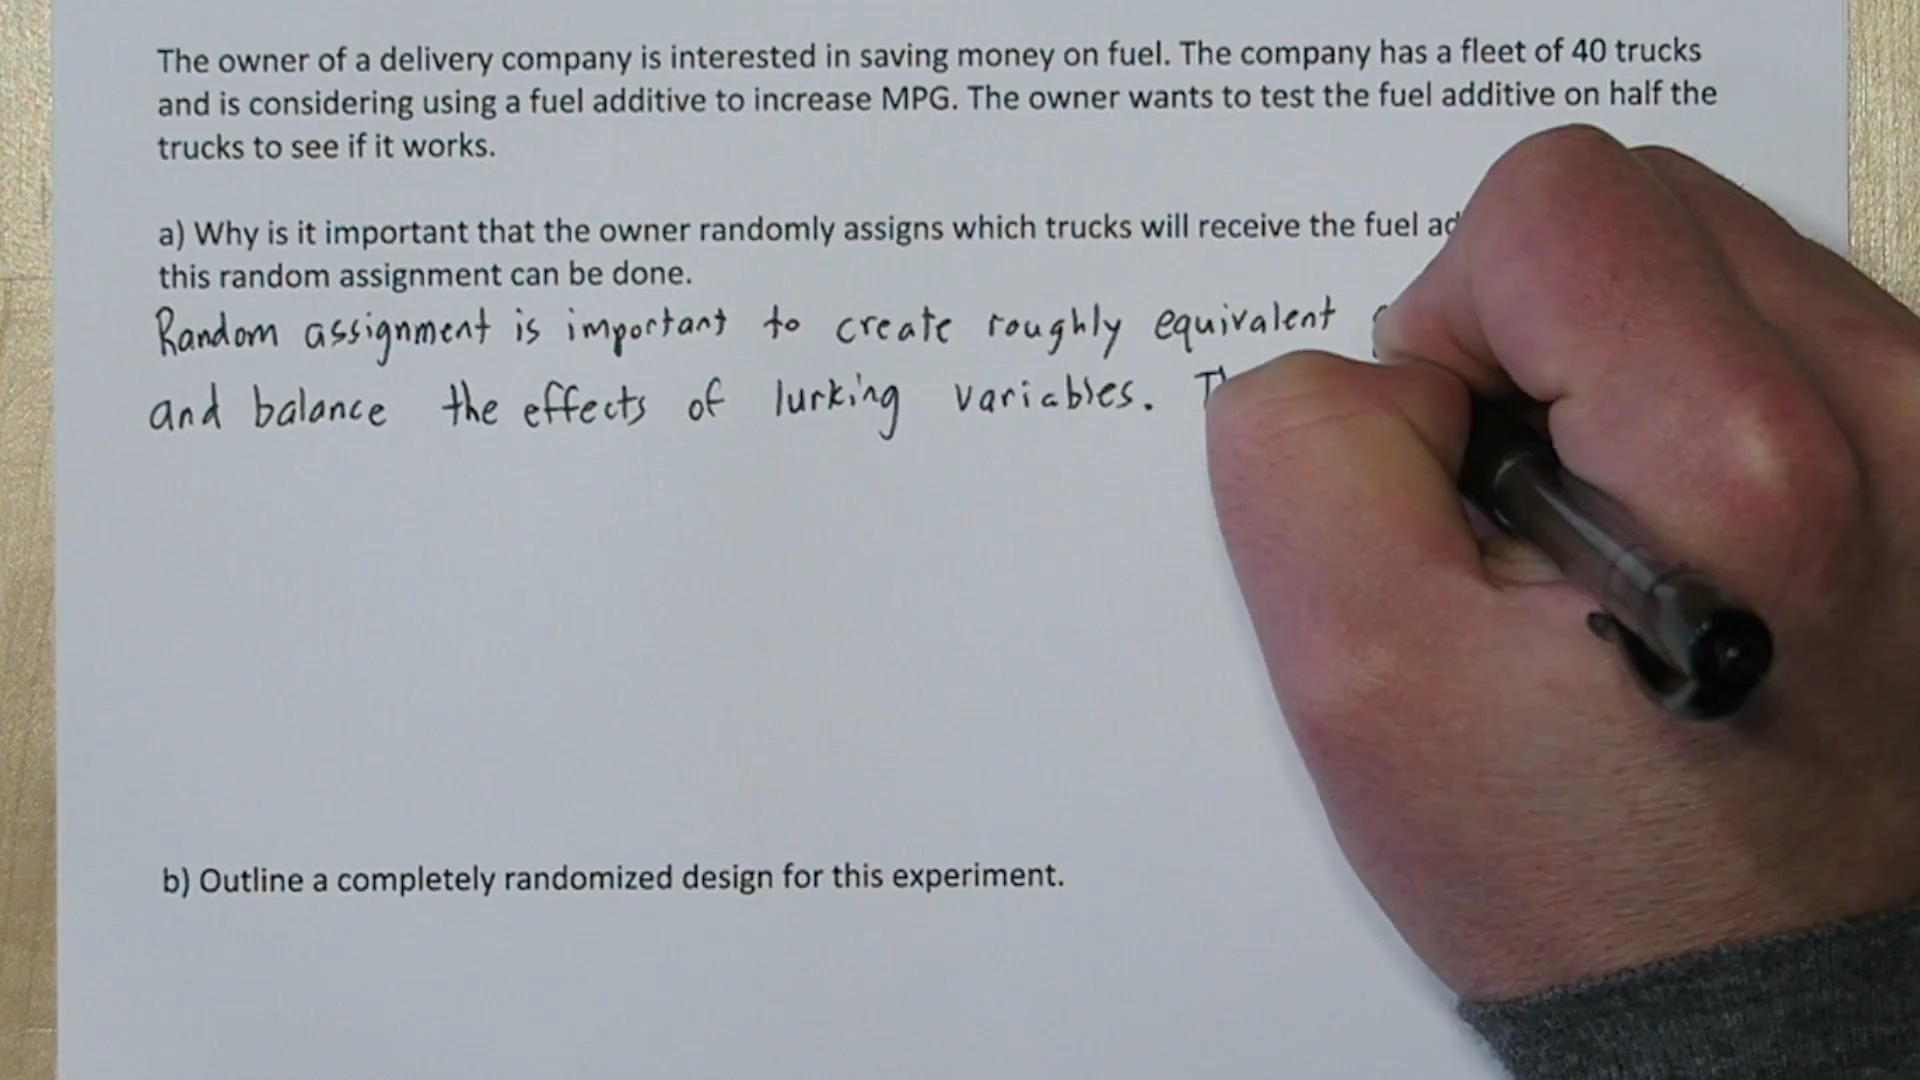 The owner of a delivery company is interested in saving money on fuel. The company has a fleet of 40 trucks
and is considering using a fuel additive to increase MPG. The owner wants to test the fuel additive on half the
trucks to see if it works.
a) Why is it important that the owner randomly assigns which trucks will receive the fuel
this random assignment can be done.
Random assignment is important to create roughly equivalent
and balance the effects of lurking variables.
b) Outline a completely randomized design for this experiment.